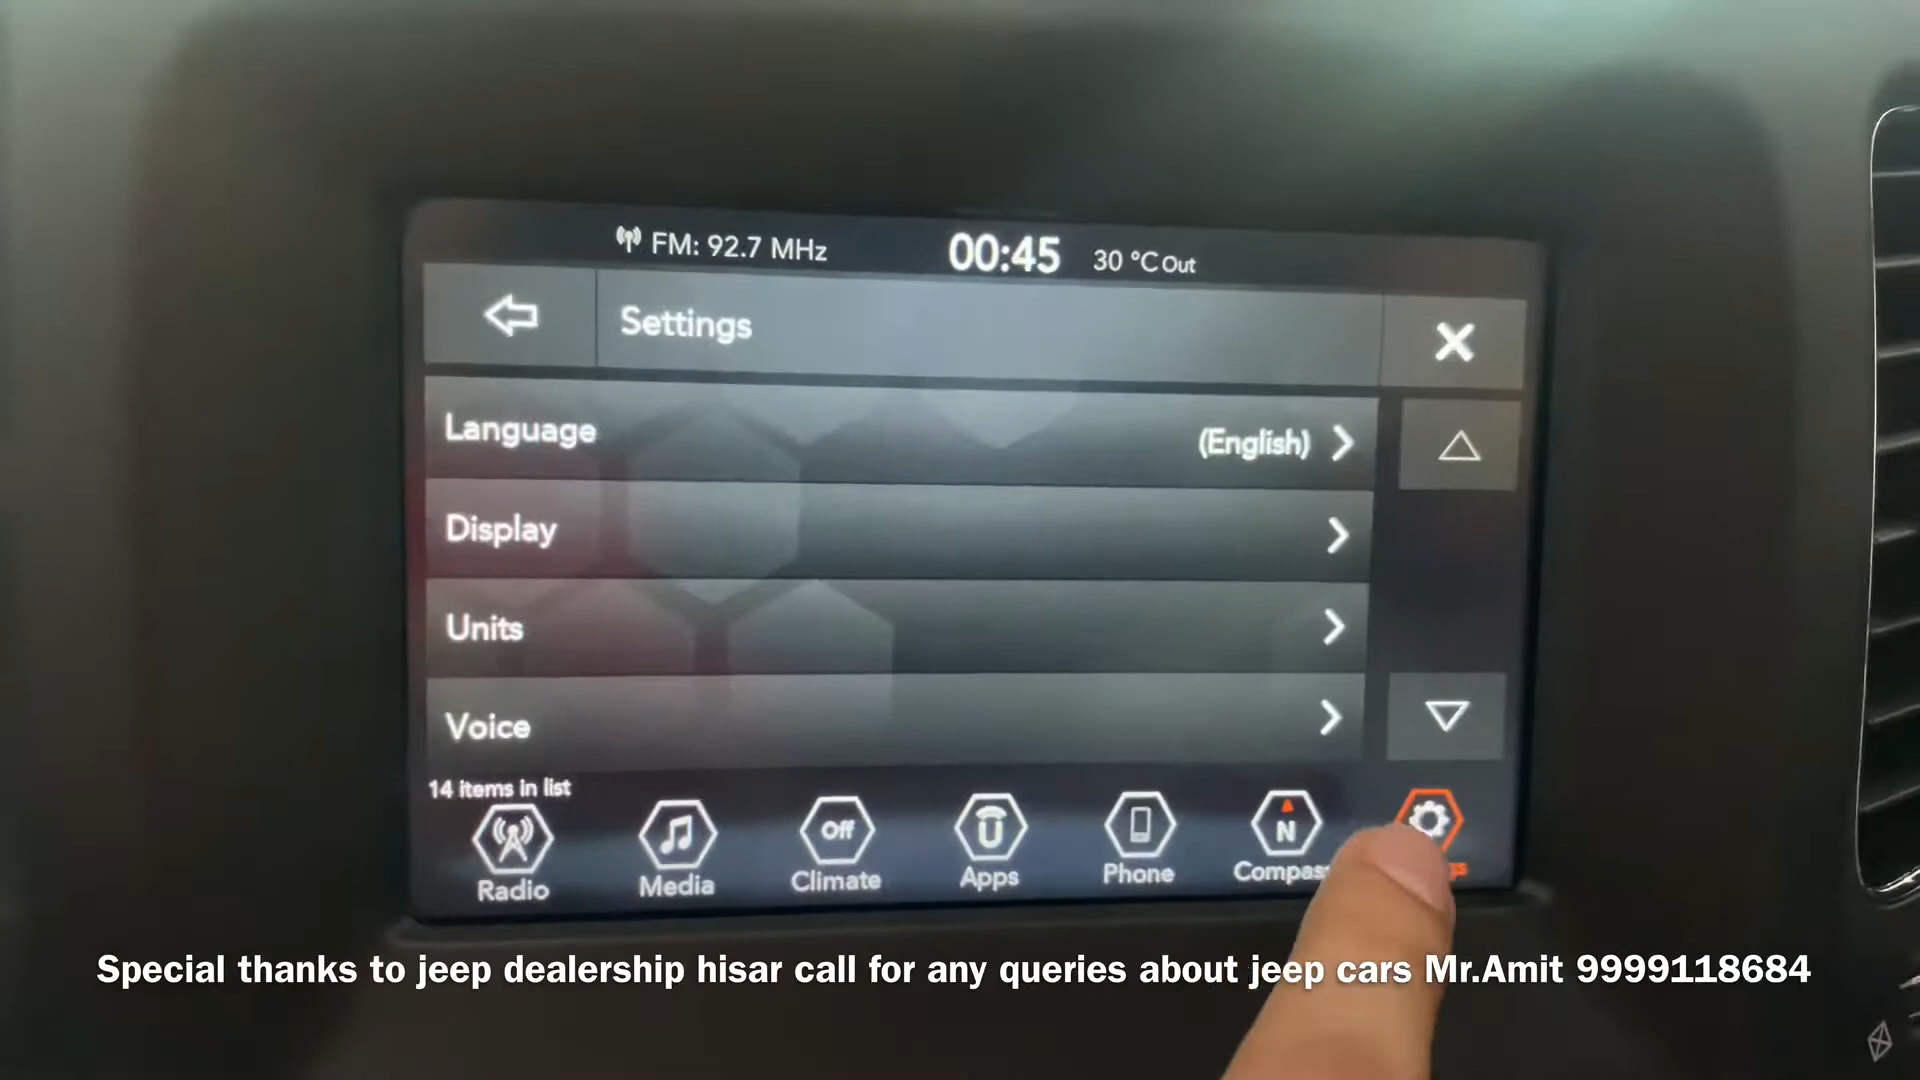 FM: 92.7 MHz 00:45 30 °C Out
Settings
Language (English)
Display
Units
Voice
14 items in list
Off
N
Radio Media Climate Apps Phone Compas
Special thanks to jeep dealership hisar call for any queries about jeep cars Mr.Amit 9999118684